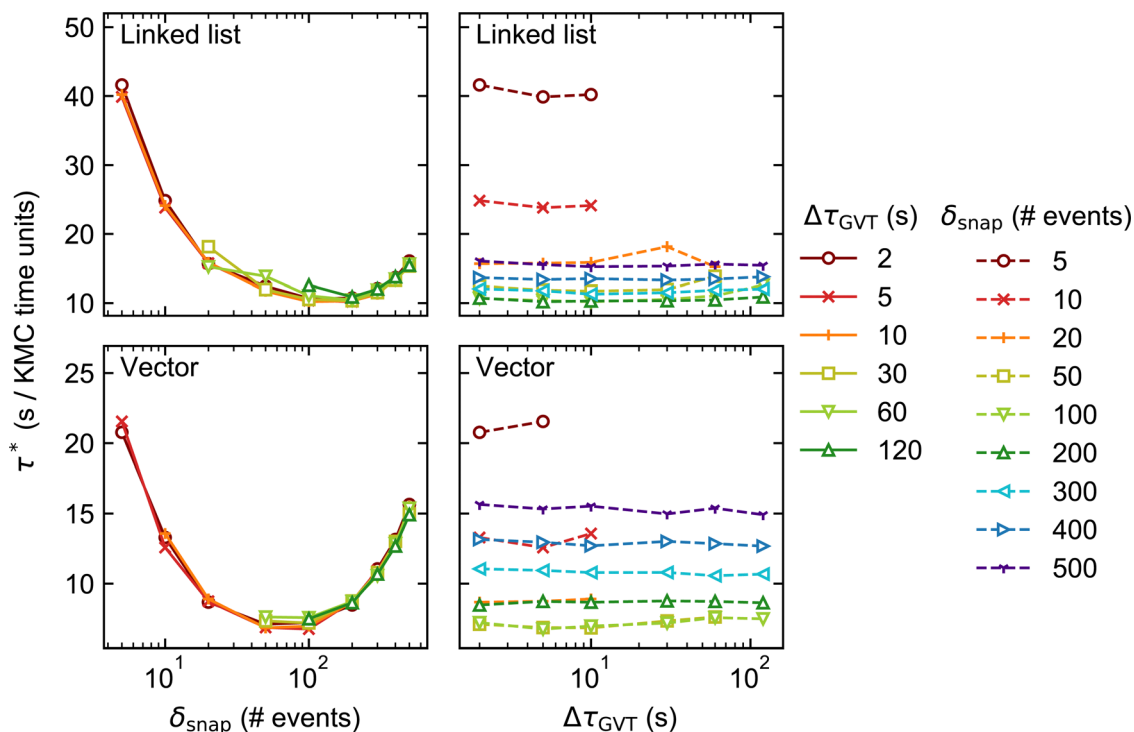 Linked list
Linked list
50
40
30
20
10
Vector
Vector
25
20
15
10
τ* (s / KMC time units)
10¹ 10²
10¹ 10²
δsnap (# events)
ΔτGVT (s)
ΔτGVT (s)
2
5
10
30
60
120
δsnap (# events)
5
10
20
50
100
200
300
400
500